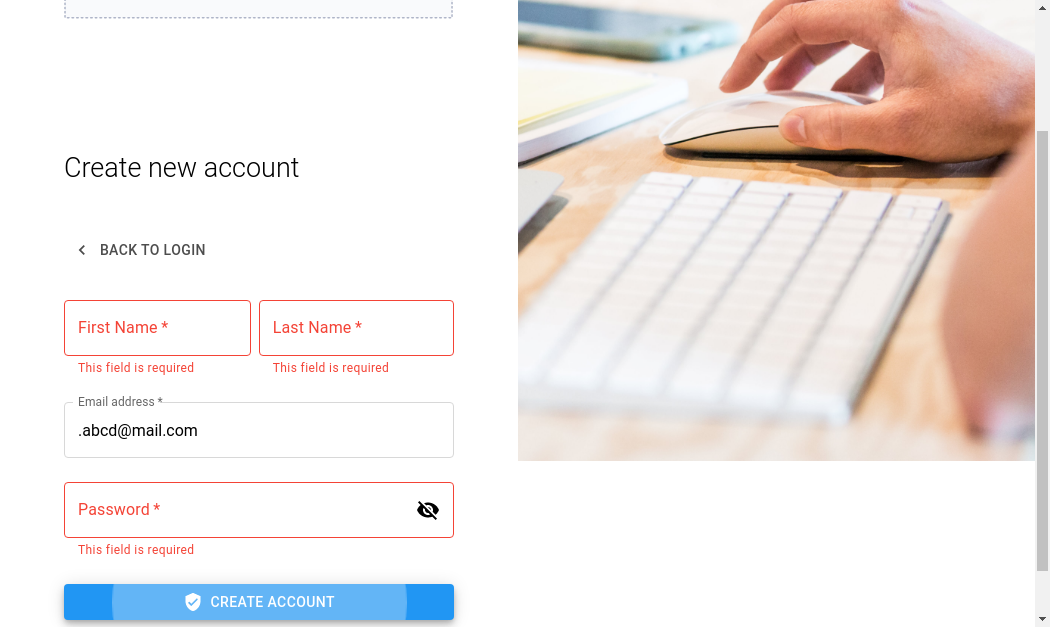 Create new account
BACK TO LOGIN
First Name * Last Name *
This field is required This field is required
Email address *
.abcd@mail.com
Password *
This field is required
CREATE ACCOUNT